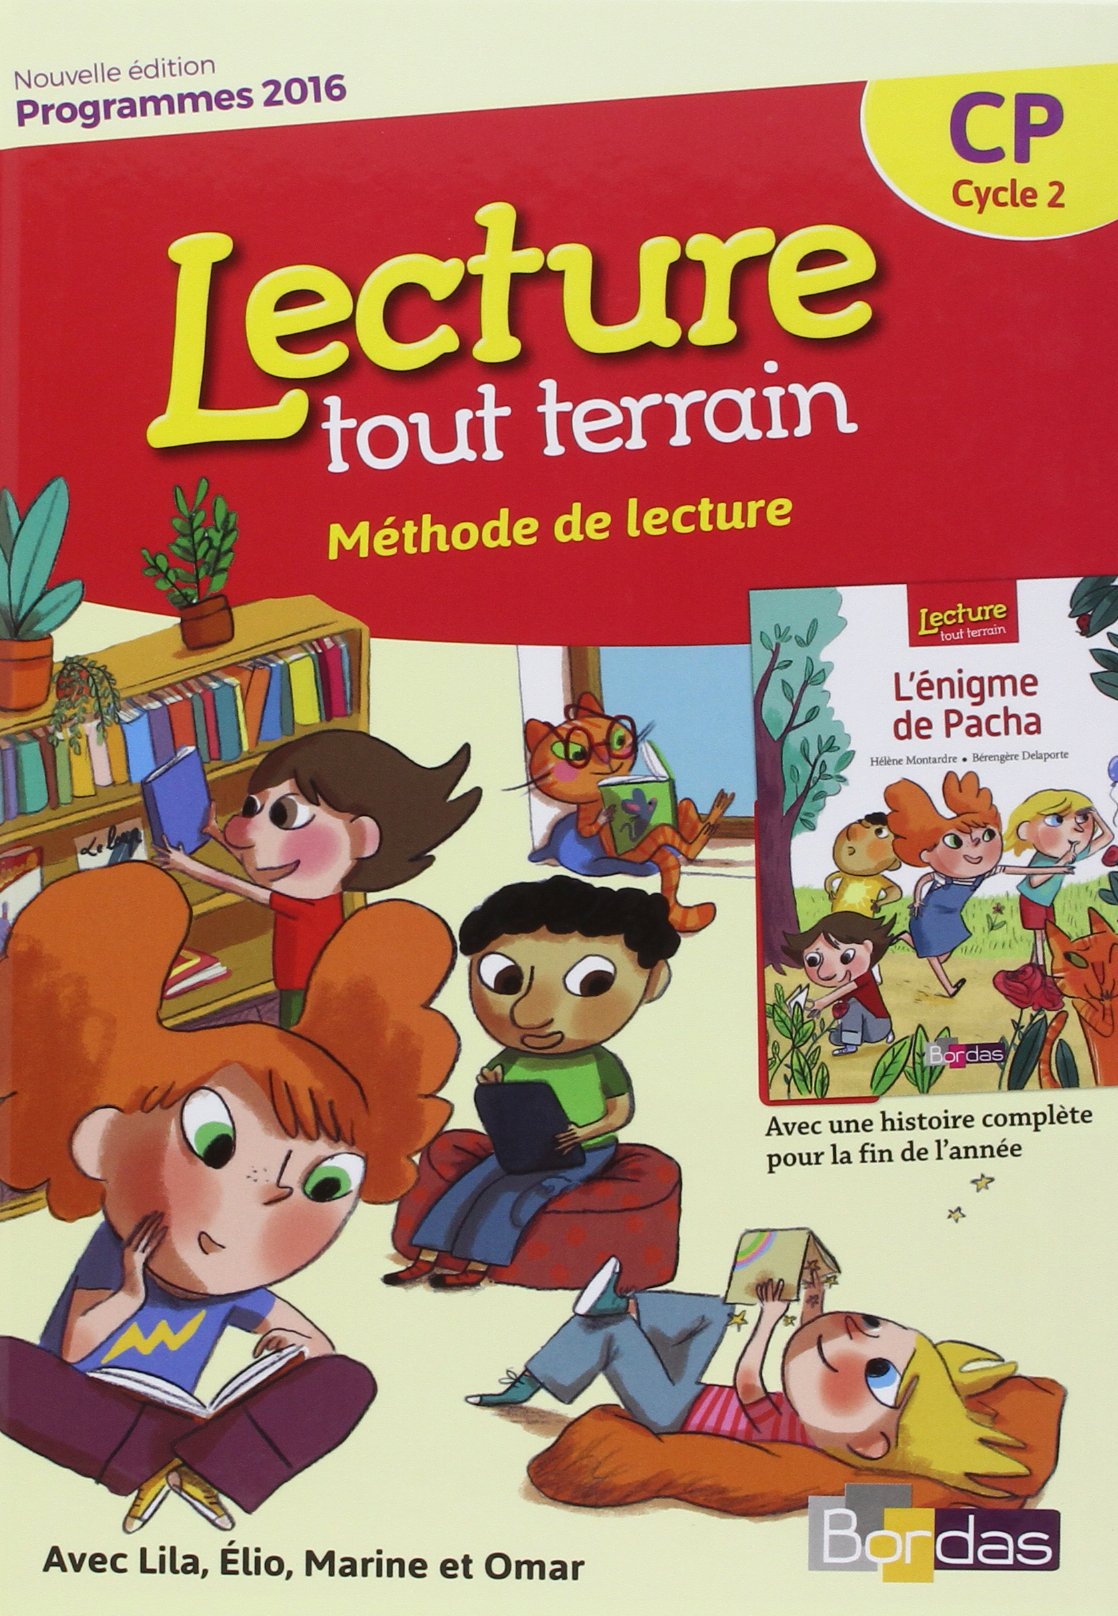 Nouvelle édition
Programmes 2016
CP
Cycle 2
Lecture
tout terrain
Méthode de lecture
Lecture
tout terrain
L'énigme
de Pacha
Hélène Montardre • Bérengère Delaporte
Bordas
Avec une histoire complète
pour la fin de l'année
Avec Lila, Élio, Marine et Omar
Bordas